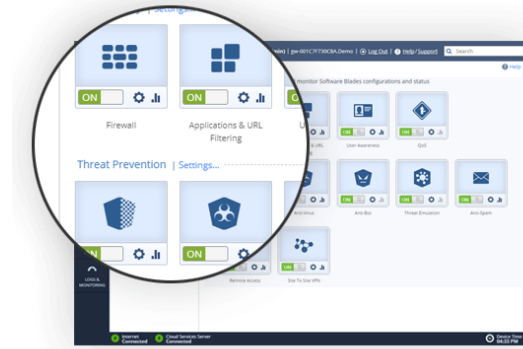 Settings...
min) | gw-001C7F730C8A.Demo | Log Out | Help/Support
Search
Help
monitor Software Blades configurations and status
ON
ON
Firewall
Applications & URL
Filtering
& URL
User Awareness
QoS
ON
ON
Threat Prevention | Settings...
Anti-Virus
Anti-Bot
Threat Emulation
Anti-Spam
ON
ON
ON
ON
ON
Remote Access
Site To Site VPN
ON
LOGS &
MONITORING
Internet
Connected
Cloud Services Server
Connected
Device Time
04:33 PM